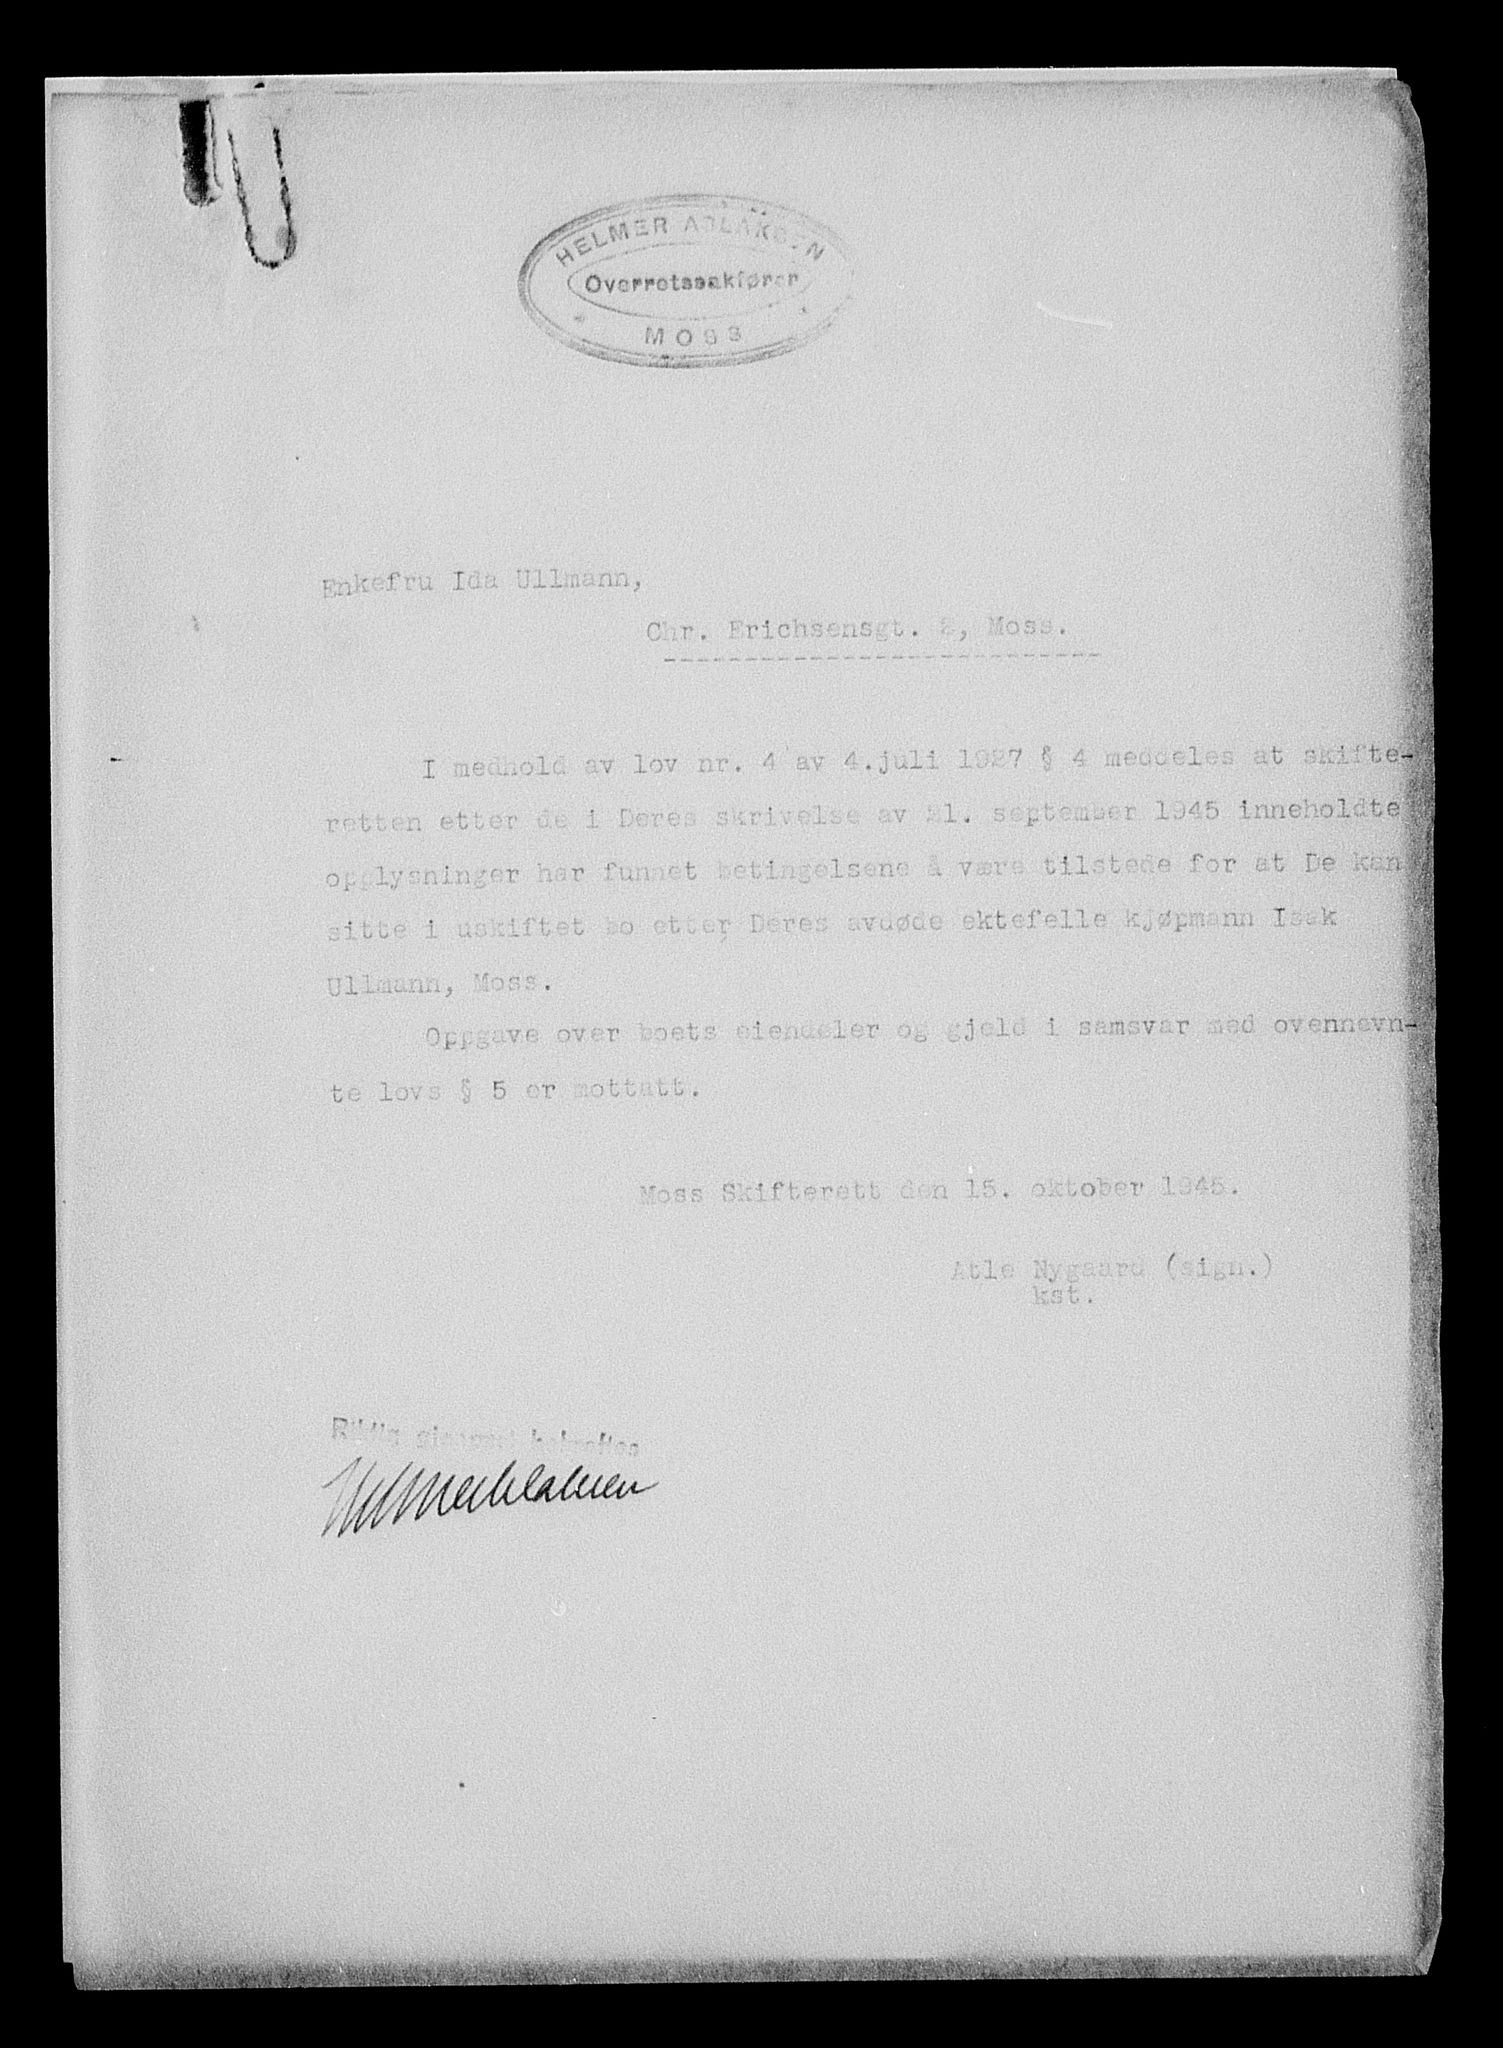 HELMER
Overretssakfører
MOSS
Enkefru Ida Ullmann,
Chr. Erichsensgt. 2, Moss.
I medhold av lov nr. 4 av 4.juli 1927 § 4 meddeles at skifte-
retten etter de i Deres skrivelse av 21. september 1945 inneholdte
opplysninger har funnet betingelsene å være tilstede for at De kan
sitte i uskiftet bo etter Deres avdøde ektefelle kjøpmann Isak
Ullmann, Moss.
Oppgave over boets eiendeler og gjeld i samsvar med ovennevn-
te lovs § 5 er mottatt.
Moss Skifterett den 15. oktober 1945.
Atle Nygaard (sign.)
kst.